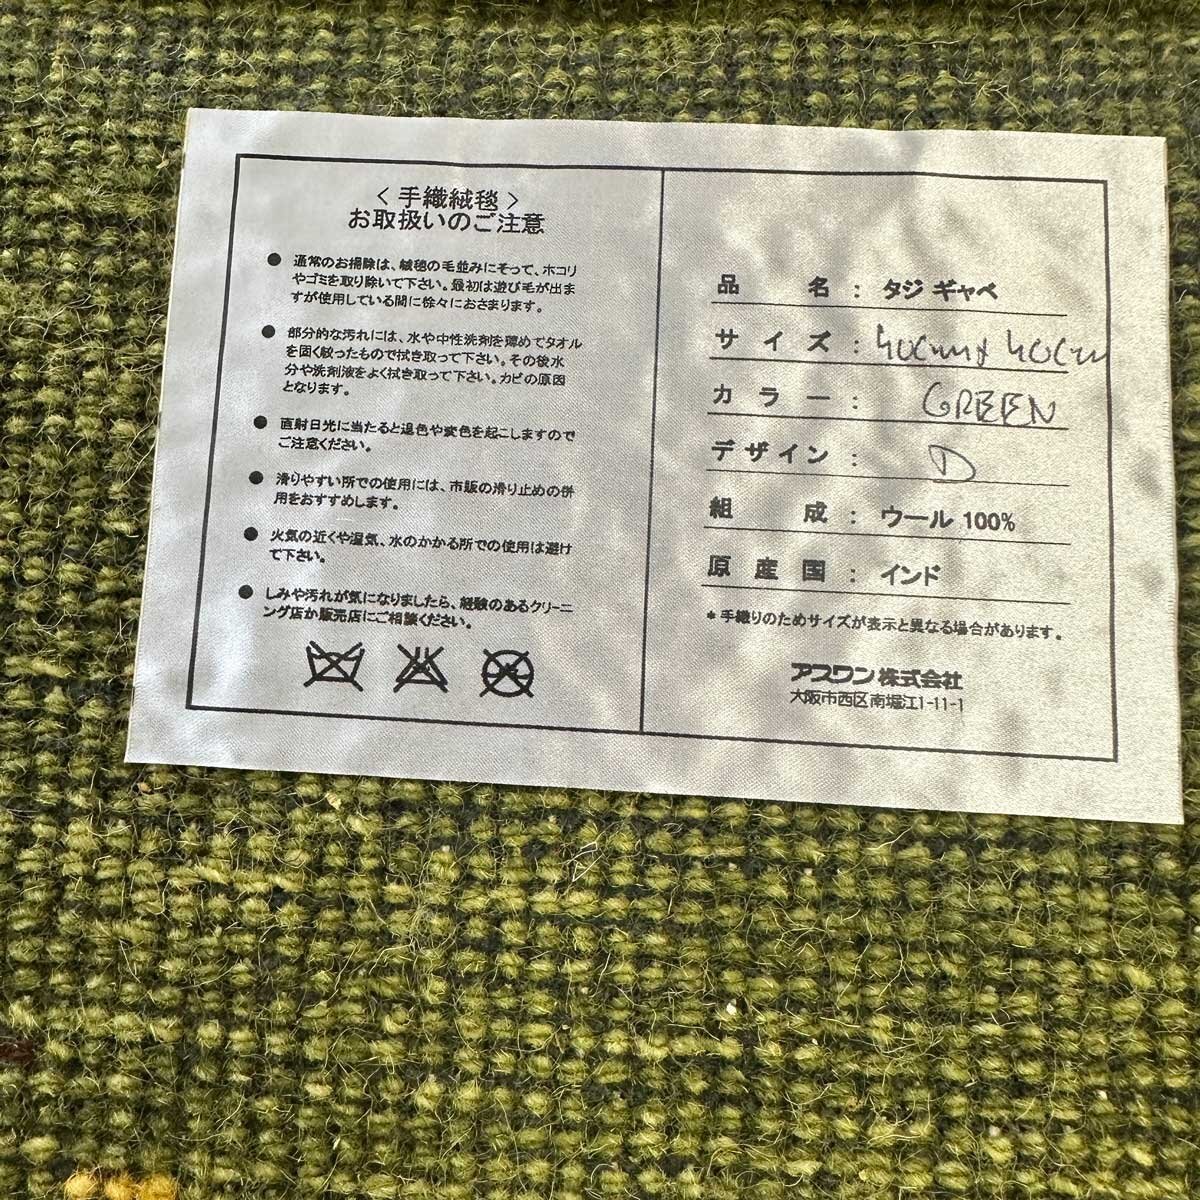 < 手織絨毯 >
お取扱いのご注意
● 通常のお掃除は、絨毯の毛並みにそって、ホコリ
やゴミを取り除いて下さい。最初は遊び毛が出ま
すが使用している間に徐々におさまります。
● 部分的な汚れには、水や中性洗剤を薄めてタオル
を固く絞ったもので拭き取って下さい。その後水
分や洗剤液をよく拭き取って下さい。カビの原因
となります。
● 直射日光に当たると退色や変色を起こしますので
ご注意ください。
● 滑りやすい所での使用には、市販の滑り止めの併
用をおすすめします。
● 火気の近くや湿気、水のかかる所での使用は避け
て下さい。
● しみや汚れが気になりましたら、経験のあるクリーニ
ング店か販売店にご相談ください。
品 名 : タジ ギャベ
サイズ : 40cm x 40cm
カラー : GREEN
デザイン : D
組 成 : ウール 100%
原産国 : インド
* 手織りのためサイズが表示と異なる場合があります。
アスワン株式会社
大阪市西区南堀江1-11-1